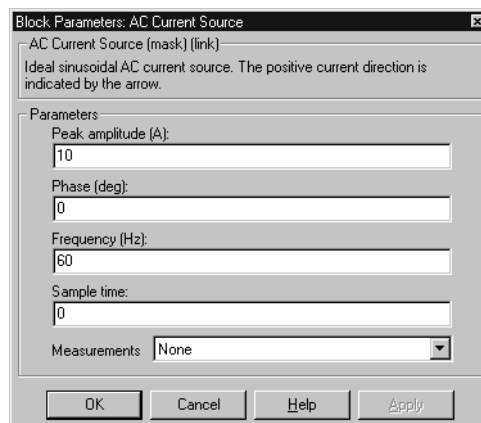 Block Parameters: AC Current Source
AC Current Source (mask) (link)
Ideal sinusoidal AC current source. The positive current direction is
indicated by the arrow.
Parameters
Peak amplitude (A):
10
Phase (deg):
0
Frequency (Hz):
60
Sample time:
0
Measurements None
OK Cancel Help Apply